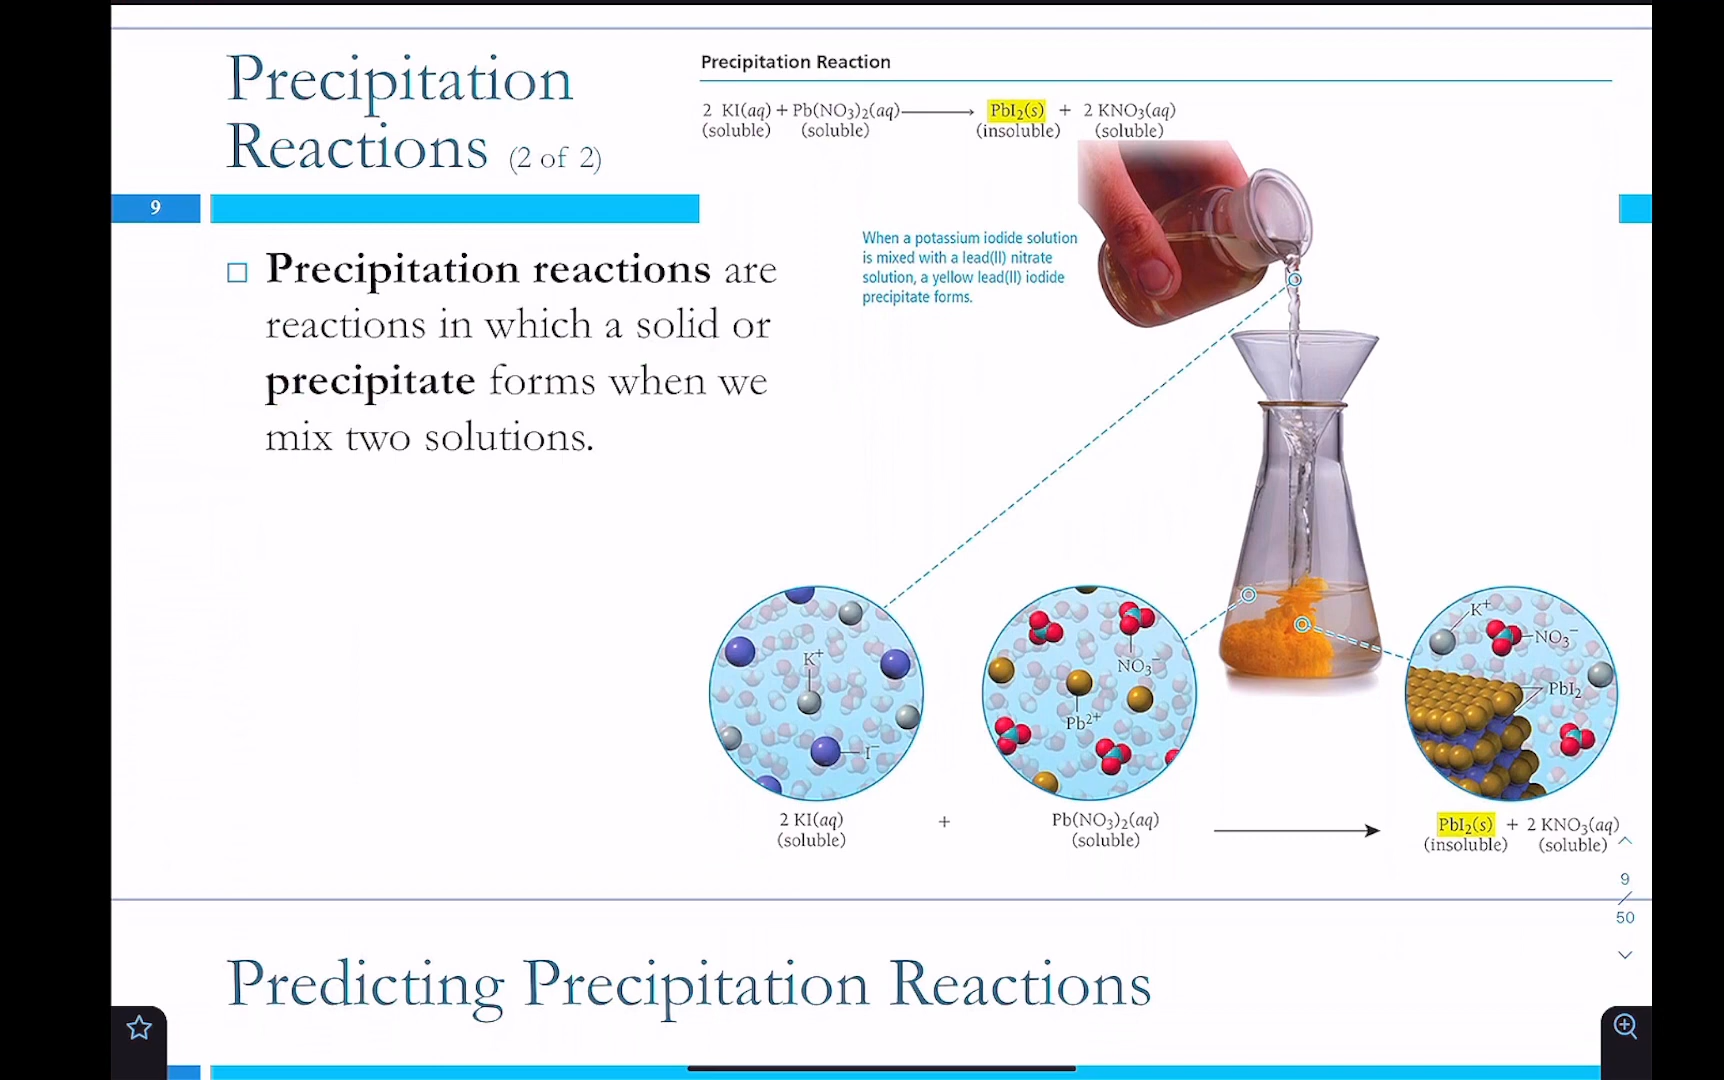 Precipitation
Reactions (2 of 2)
9
Precipitation reactions are
reactions in which a solid or
precipitate forms when we
mix two solutions.
Precipitation Reaction
2 KI(aq) + Pb(NO3)2(aq) ⟶ PbI2(s) + 2 KNO3(aq)
(soluble) (soluble) (insoluble) (soluble)
When a potassium iodide solution
is mixed with a lead(II) nitrate
solution, a yellow lead(II) iodide
precipitate forms.
K+
I−
NO3−
Pb2+
K+
NO3−
PbI2
2 KI(aq) + Pb(NO3)2(aq) ⟶ PbI2(s) + 2 KNO3(aq)
(soluble) (soluble) (insoluble) (soluble)
9
/
50
Predicting Precipitation Reactions